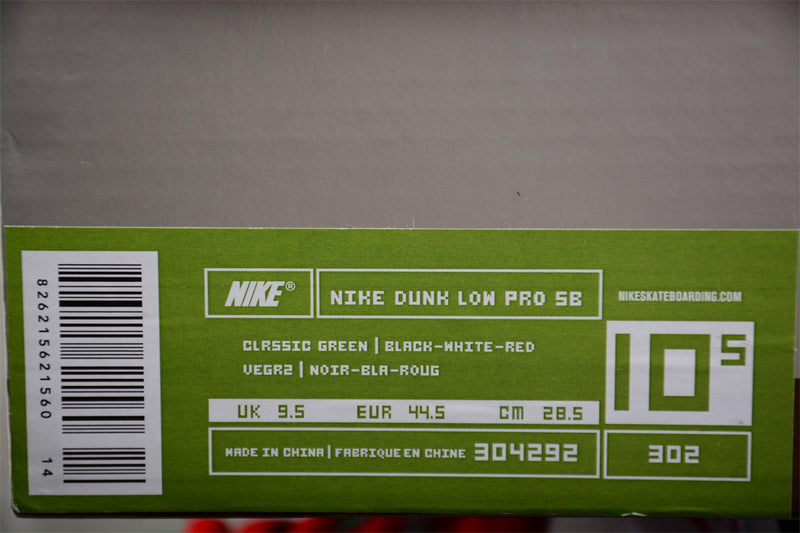 NIKE®
NIKE DUNK LOW PRO SB
NIKESKATEBOARDING.COM
CLASSIC GREEN | BLACK-WHITE-RED
VEGR2 | NOIR-BLA-ROUG
10 5
UK 9.5 EUR 44.5 CM 28.5
MADE IN CHINA | FABRIQUE EN CHINE 304292
302
826215621560 14